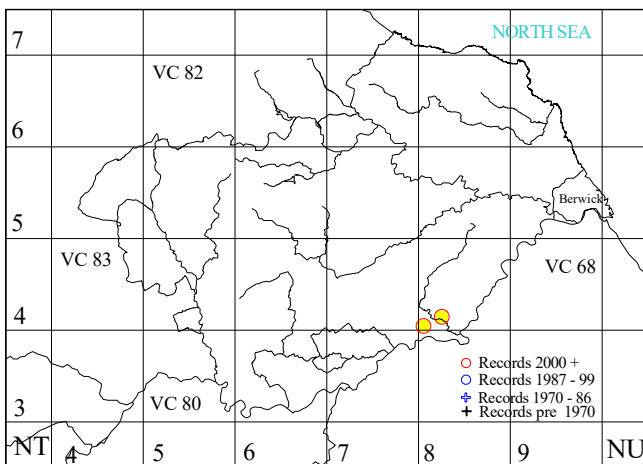 7
NORTH SEA
VC 82
6
Berwick
5
VC 83
VC 68
4
Records 2000 +
Records 1987 - 99
VC 80
Records 1970 - 86
3
Records pre 1970
NT 4 5 6 7 8 9 NU